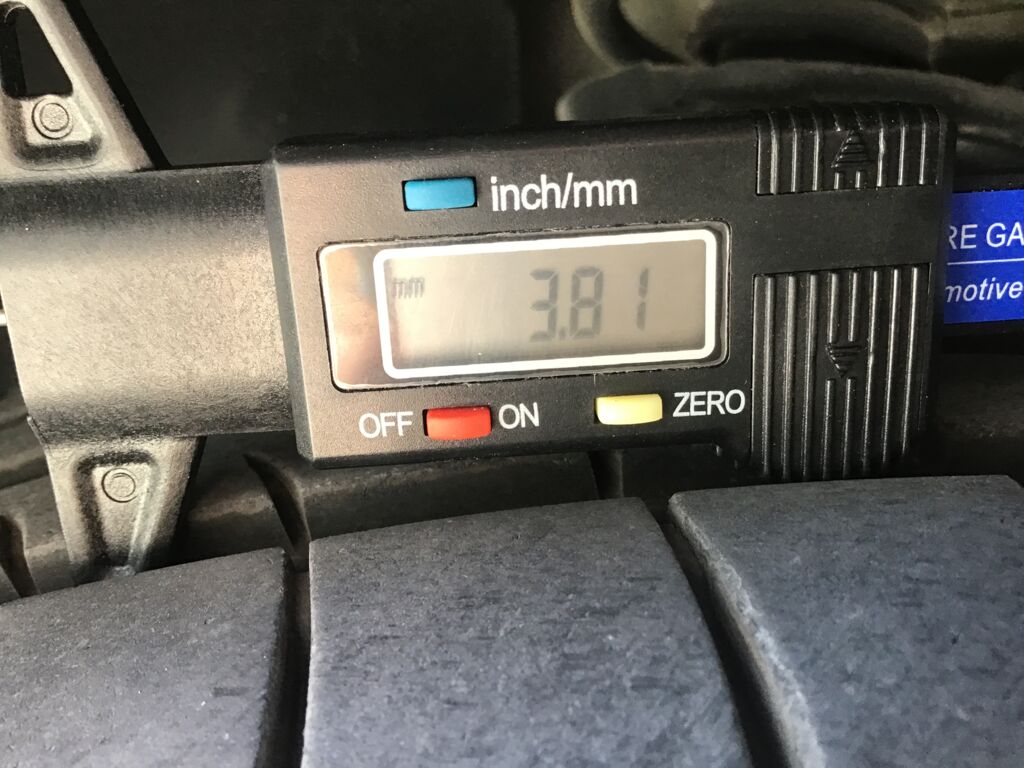 inch/mm
mm 3.81
OFF ON ZERO
RE GA
motive